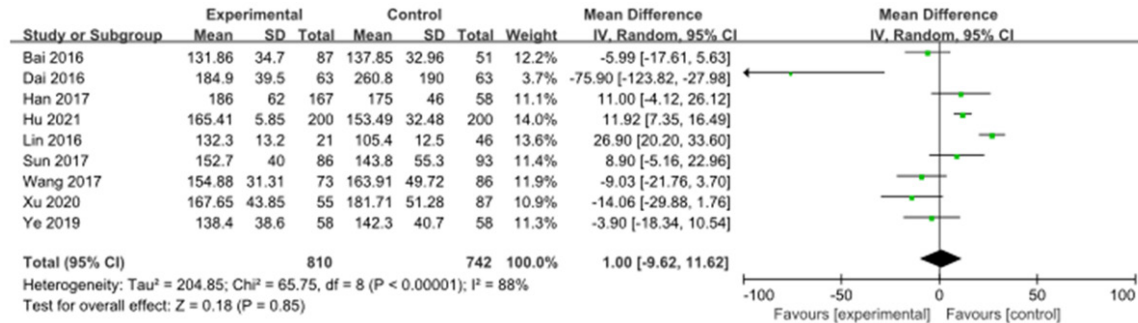 Experimental Control Mean Difference Mean Difference
Study or Subgroup Mean SD Total Mean SD Total Weight IV, Random, 95% CI IV, Random, 95% CI
Bai 2016 131.86 34.7 87 137.85 32.96 51 12.2% -5.99 [-17.61, 5.63]
Dai 2016 184.9 39.5 63 260.8 190 63 3.7% -75.90 [-123.82, -27.98]
Han 2017 186 62 167 175 46 58 11.1% 11.00 [-4.12, 26.12]
Hu 2021 165.41 5.85 200 153.49 32.48 200 14.0% 11.92 [7.35, 16.49]
Lin 2016 132.3 13.2 21 105.4 12.5 46 13.6% 26.90 [20.20, 33.60]
Sun 2017 152.7 40 86 143.8 55.3 93 11.4% 8.90 [-5.16, 22.96]
Wang 2017 154.88 31.31 73 163.91 49.72 86 11.9% -9.03 [-21.76, 3.70]
Xu 2020 167.65 43.85 55 181.71 51.28 87 10.9% -14.06 [-29.88, 1.76]
Ye 2019 138.4 38.6 58 142.3 40.7 58 11.3% -3.90 [-18.34, 10.54]
Total (95% CI) 810 742 100.0% 1.00 [-9.62, 11.62]
Heterogeneity: Tau² = 204.85; Chi² = 65.75, df = 8 (P < 0.00001); I² = 88%
Test for overall effect: Z = 0.18 (P = 0.85)
-100 -50 0 50 100
Favours [experimental] Favours [control]